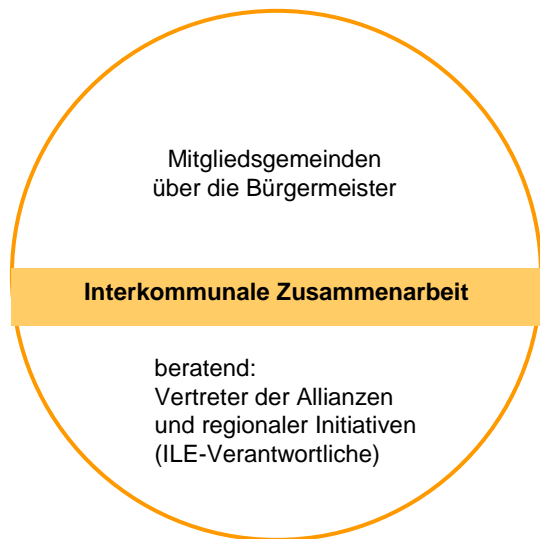 Mitgliedsgemeinden
über die Bürgermeister
Interkommunale Zusammenarbeit
beratend:
Vertreter der Allianzen
und regionaler Initiativen
(ILE-Verantwortliche)